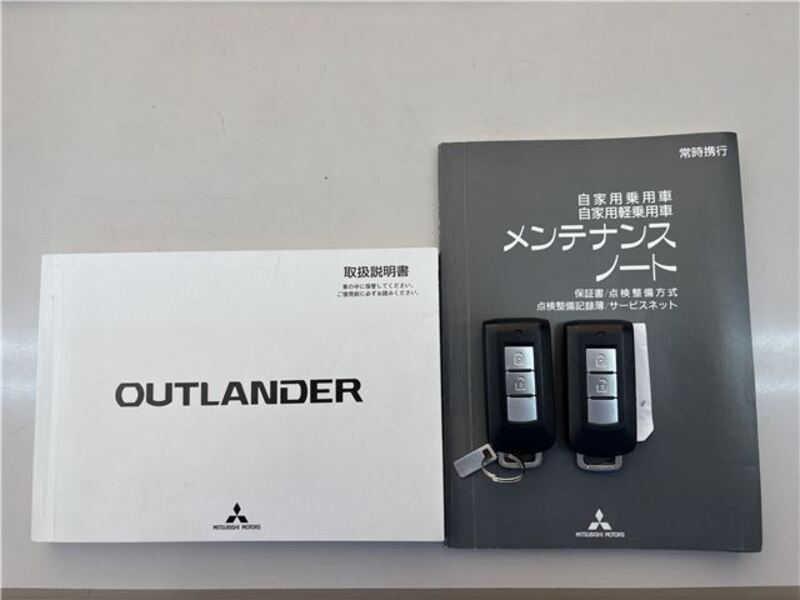 取扱説明書
車の中に保管してください。
ご使用前に必ずお読みください。
OUTLANDER
MITSUBISHI MOTORS
常時携行
自家用乗用車
自家用軽乗用車
メンテナンス
ノート
保証書/点検整備方式
点検整備記録簿/サービスネット
MITSUBISHI MOTORS